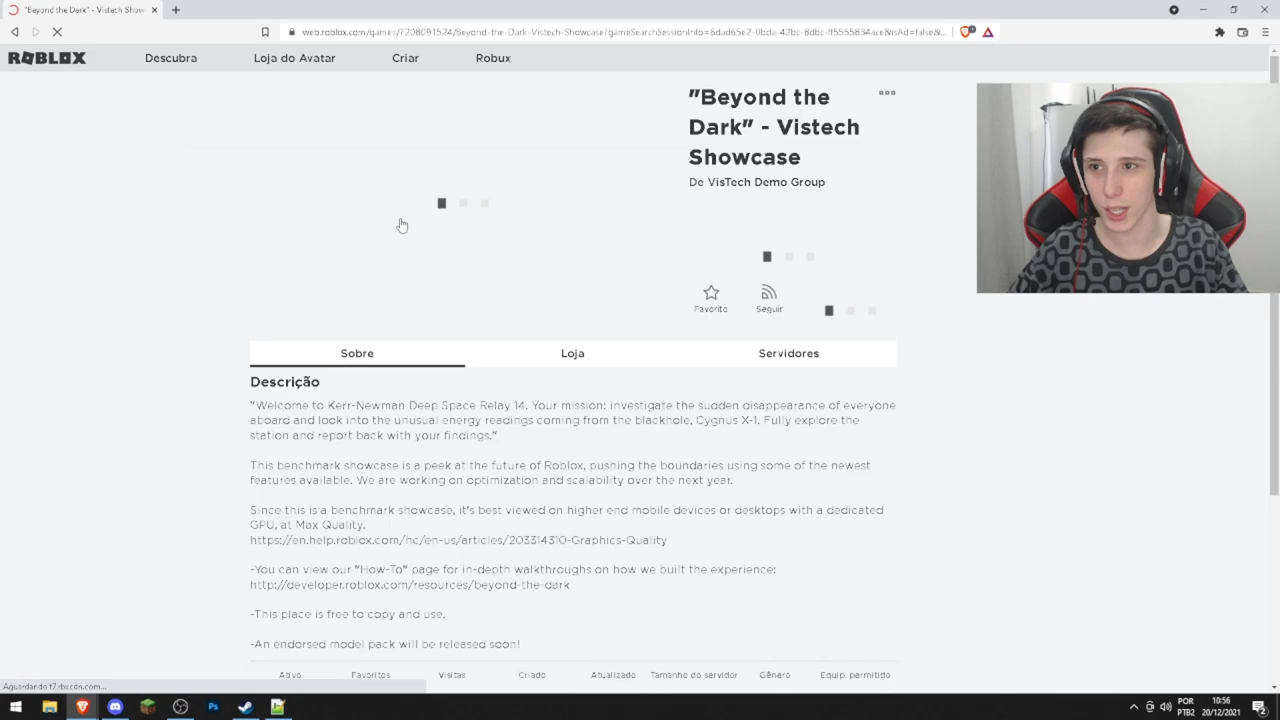 "Beyond the Dark" - Vistech Show
web.roblox.com/games/7208091524/Beyond-the-Dark-Vistech-Showcase?
ROBLOX
Descubra
Loja do Avatar
Criar
Robux
"Beyond the
Dark" - Vistech
Showcase
De VisTech Demo Group
Favorito
Seguir
Sobre
Loja
Servidores
Descrição
"Welcome to Kerr-Newman Deep Space Relay 14. Your mission: investigate the sudden disappearance of everyone
aboard and look into the unusual energy readings coming from the blackhole, Cygnus X-1. Fully explore the
station and report back with your findings."
This benchmark showcase is a peek at the future of Roblox, pushing the boundaries using some of the newest
features available. We are working on optimization and scalability over the next year.
Since this is a benchmark showcase, it's best viewed on higher end mobile devices or desktops with a dedicated
GPU, at Max Quality.
https://en.help.roblox.com/hc/en-us/articles/203314310-Graphics-Quality
-You can view our "How-To" page for in-depth walkthroughs on how we built the experience:
http://developer.roblox.com/resources/beyond-the-dark
-This place is free to copy and use.
-An endorsed model pack will be released soon!
Ativo
Favoritos
Visitas
Criado
Atualizado
Tamanho do servidor
Gênero
Equip. permitido
Aguardando t7.rbxcdn.com...
POR
PTB2
10:56
20/12/2021